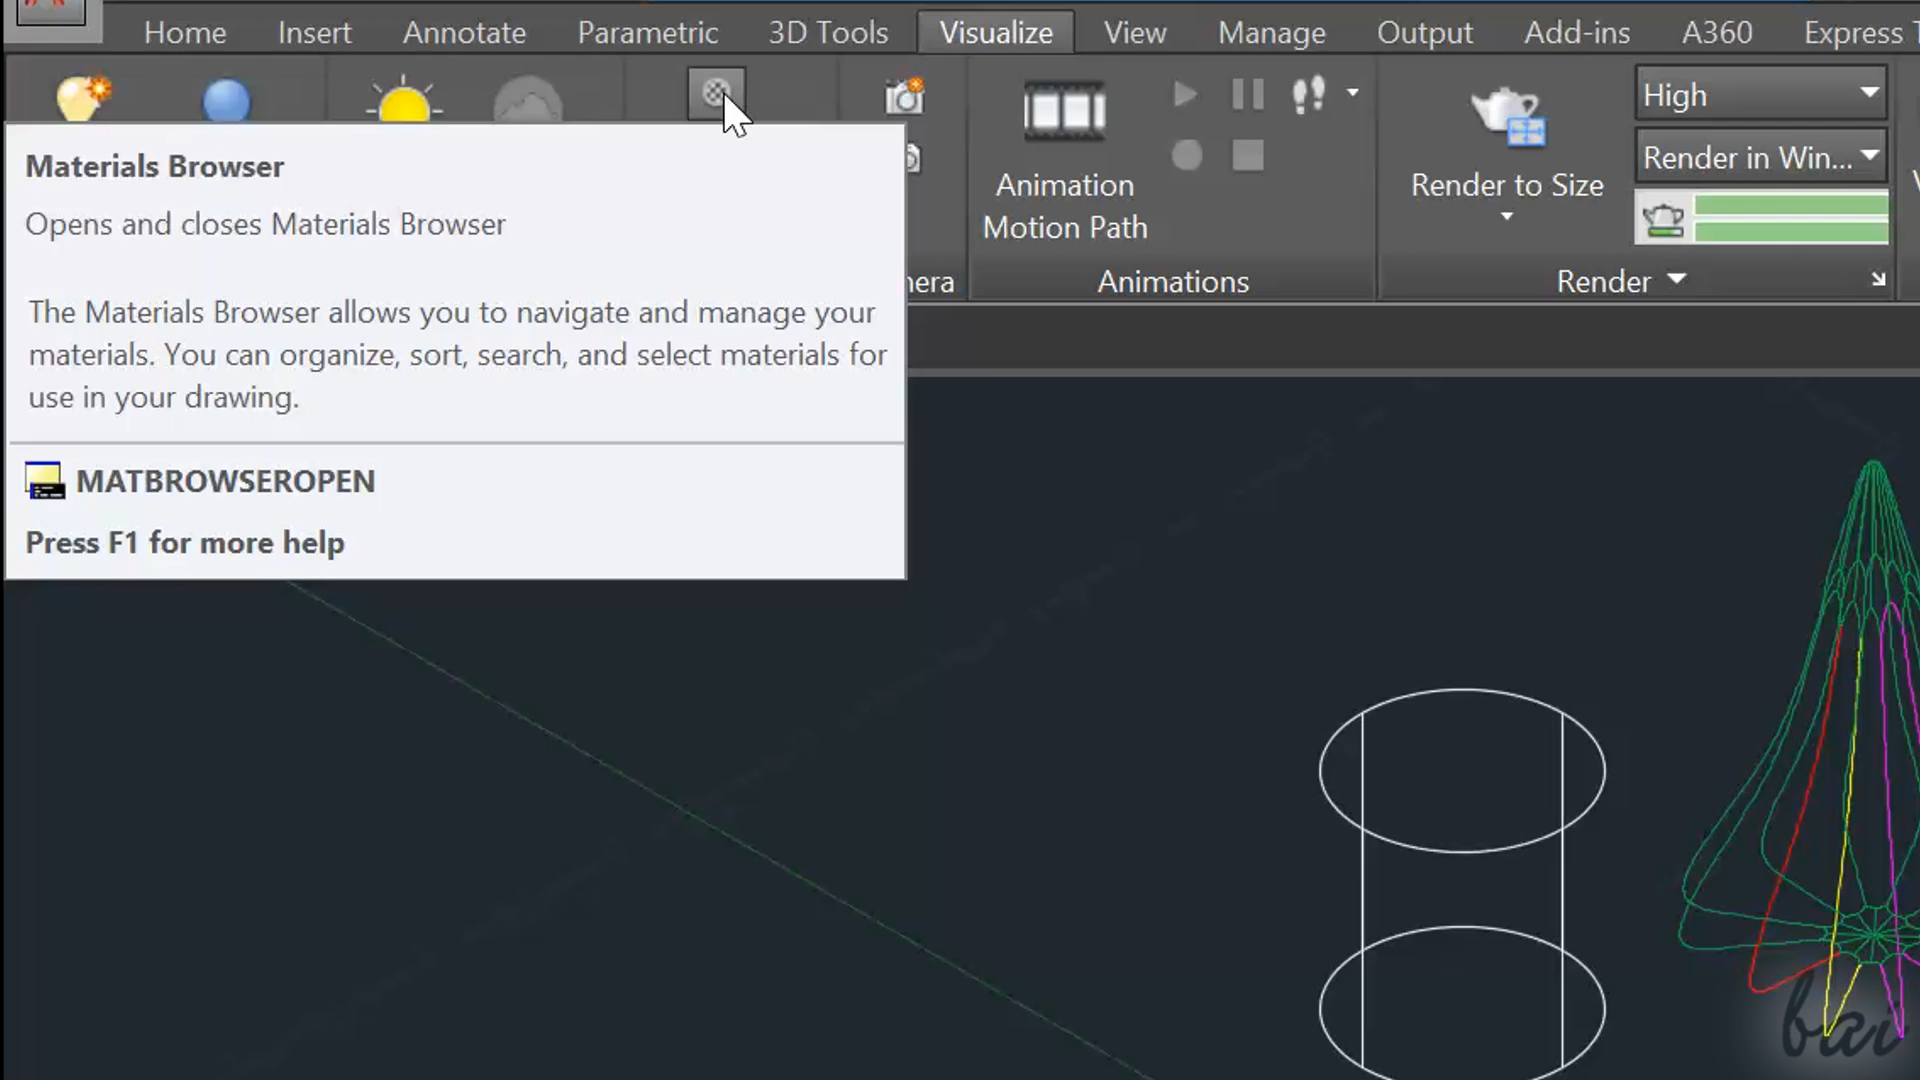 Home Insert Annotate Parametric 3D Tools Visualize View Manage Output Add-ins A360 Express
Materials Browser
Opens and closes Materials Browser
The Materials Browser allows you to navigate and manage your
materials. You can organize, sort, search, and select materials for
use in your drawing.
MATBROWSEROPEN
Press F1 for more help
era
Animation
Motion Path
Animations
Render to Size
High
Render in Win...
Render
bai